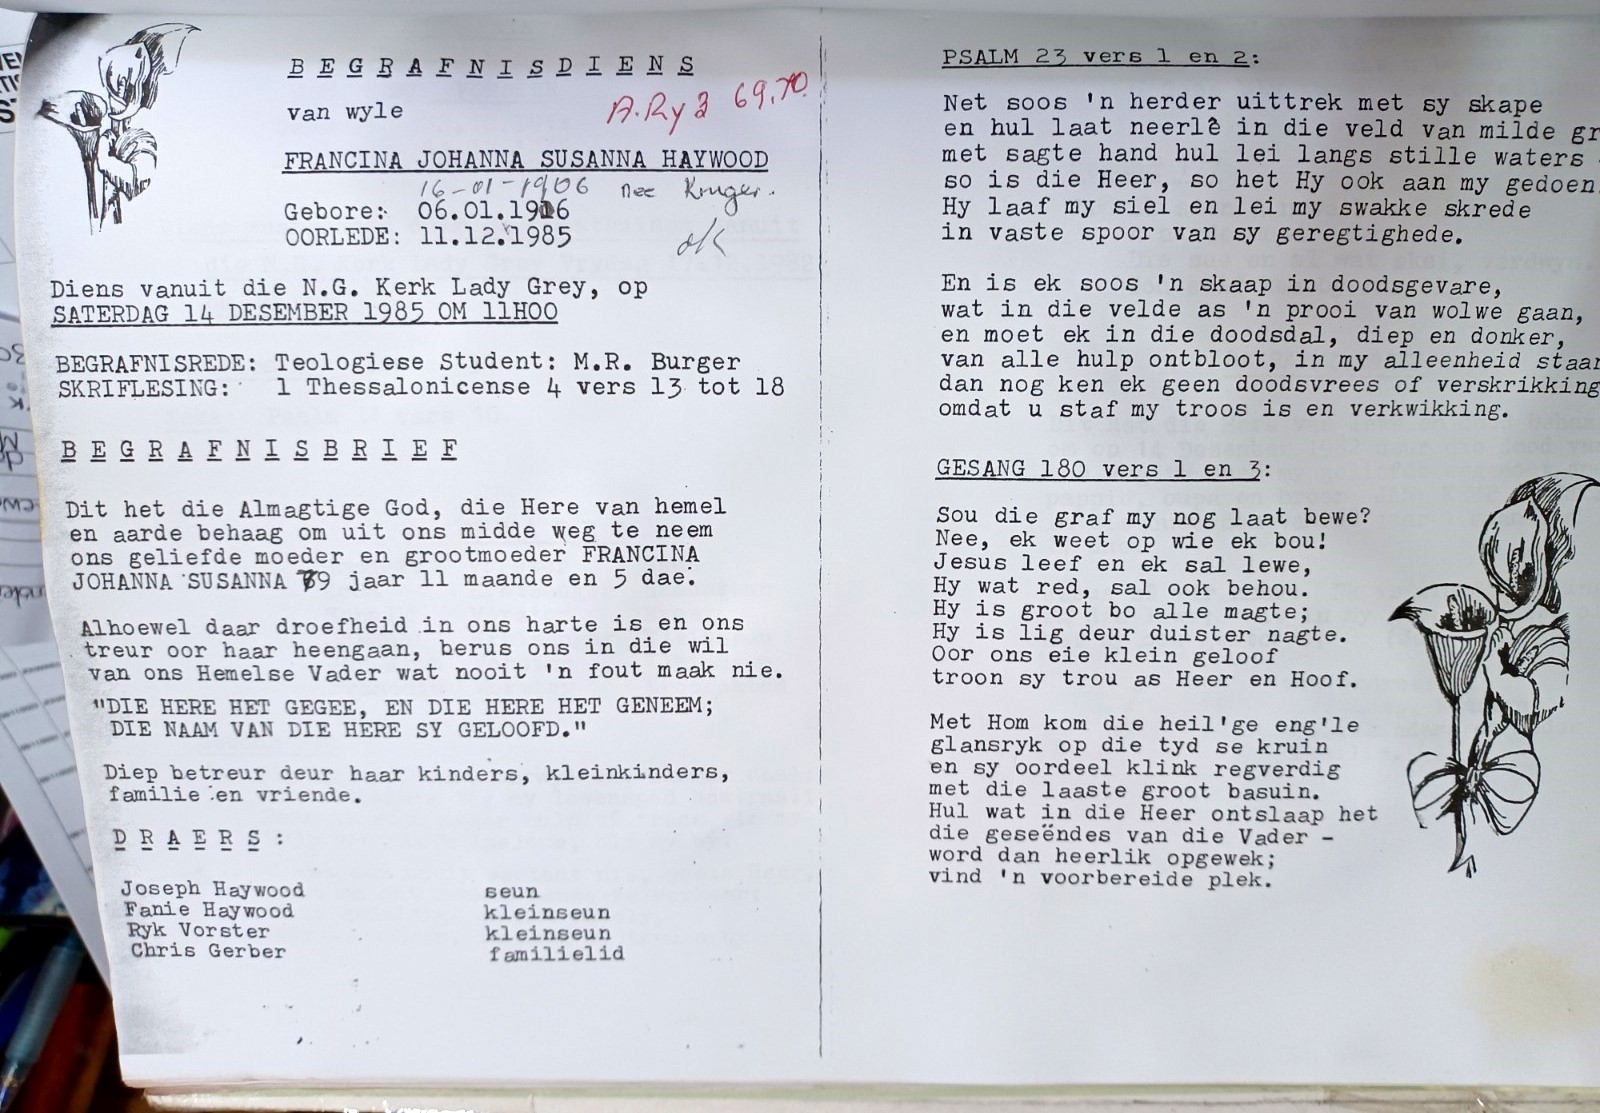 BEGRAFNISDIENS
van wyle
A.Ry 3 69.70.
FRANCINA JOHANNA SUSANNA HAYWOOD
16-01-1906 nee Kruger.
Gebore: 06.01.1906
OORLEDE: 11.12.1985
ok
Diens vanuit die N.G. Kerk Lady Grey, op
SATERDAG 14 DESEMBER 1985 OM 11HOO
BEGRAFNISREDE: Teologiese Student: M.R. Burger
SKRIFLESING: 1 Thessalonicense 4 vers 13 tot 18
BEGRAFNISBRIEF
Dit het die Almagtige God, die Here van hemel
en aarde behaag om uit ons midde weg te neem
ons geliefde moeder en grootmoeder FRANCINA
JOHANNA SUSANNA 79 jaar 11 maande en 5 dae.
Alhoewel daar droefheid in ons harte is en ons
treur oor haar heengaan, berus ons in die wil
van ons Hemelse Vader wat nooit 'n fout maak nie.
"DIE HERE HET GEGEE, EN DIE HERE HET GENEEM;
DIE NAAM VAN DIE HERE SY GELOOFD."
Diep betreur deur haar kinders, kleinkinders,
familie en vriende.
DRAERS:
Joseph Haywood seun
Fanie Haywood kleinseun
Ryk Vorster kleinseun
Chris Gerber familielid
PSALM 23 vers 1 en 2:
Net soos 'n herder uittrek met sy skape
en hul laat neerlê in die veld van milde gr
met sagte hand hul lei langs stille waters
so is die Heer, so het Hy ook aan my gedoen
Hy laaf my siel en lei my swakke skrede
in vaste spoor van sy geregtighede.
En is ek soos 'n skaap in doodsgevare,
wat in die velde as 'n prooi van wolwe gaan,
en moet ek in die doodsdal, diep en donker,
van alle hulp ontbloot, in my alleenheid staan
dan nog ken ek geen doodsvrees of verskrikking
omdat u staf my troos is en verkwikking.
GESANG 180 vers 1 en 3:
Sou die graf my nog laat bewe?
Nee, ek weet op wie ek bou!
Jesus leef en ek sal lewe,
Hy wat red, sal ook behou.
Hy is groot bo alle magte;
Hy is lig deur duister nagte.
Oor ons eie klein geloof
troon sy trou as Heer en Hoof.
Met Hom kom die heil'ge eng'le
glansryk op die tyd se kruin
en sy oordeel klink regverdig
met die laaste groot basuin.
Hul wat in die Heer ontslaap het
die geseëndes van die Vader -
word dan heerlik opgewek;
vind 'n voorbereide plek.